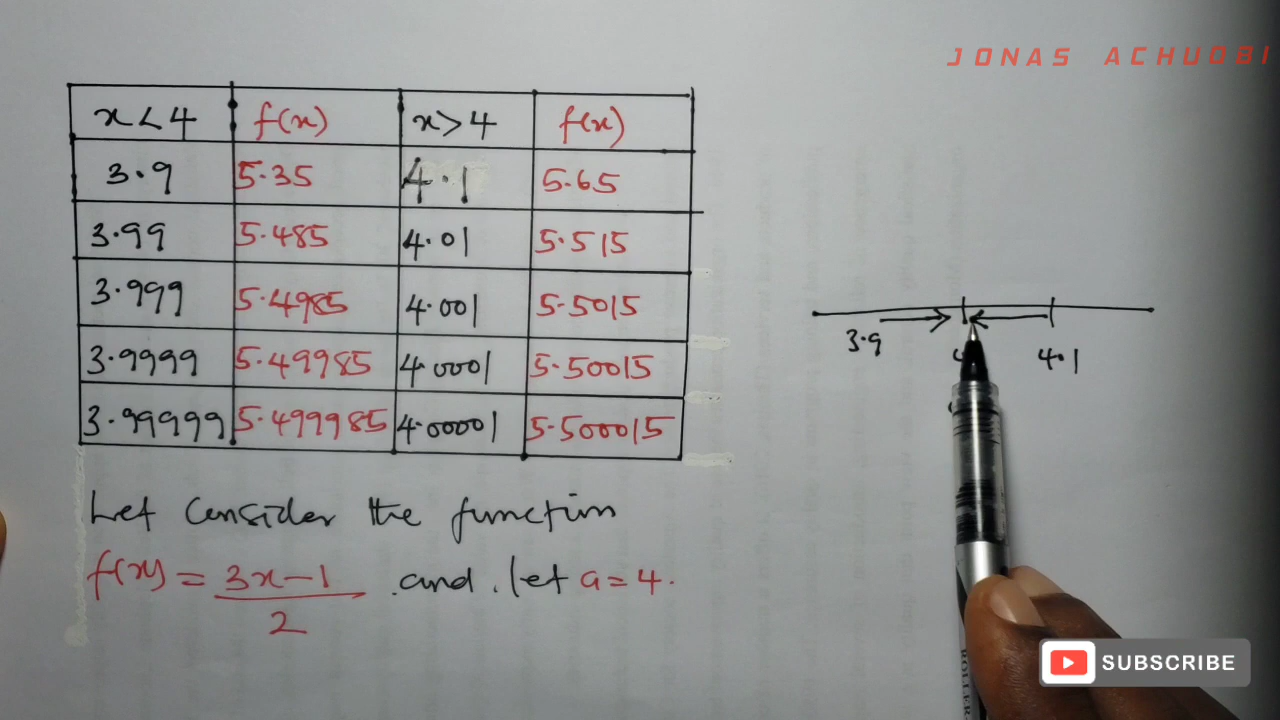 JONAS ACHUOBI
x < 4 f(x) x > 4 f(x)
3.9 5.35 4.1 5.65
3.99 5.485 4.01 5.515
3.999 5.4985 4.001 5.5015
3.9999 5.49985 4.0001 5.50015
3.99999 5.499985 4.00001 5.500015
3.9 4.1
Let consider the function
f(x) = 3x-1 and let a = 4.
2
SUBSCRIBE
ROLLER